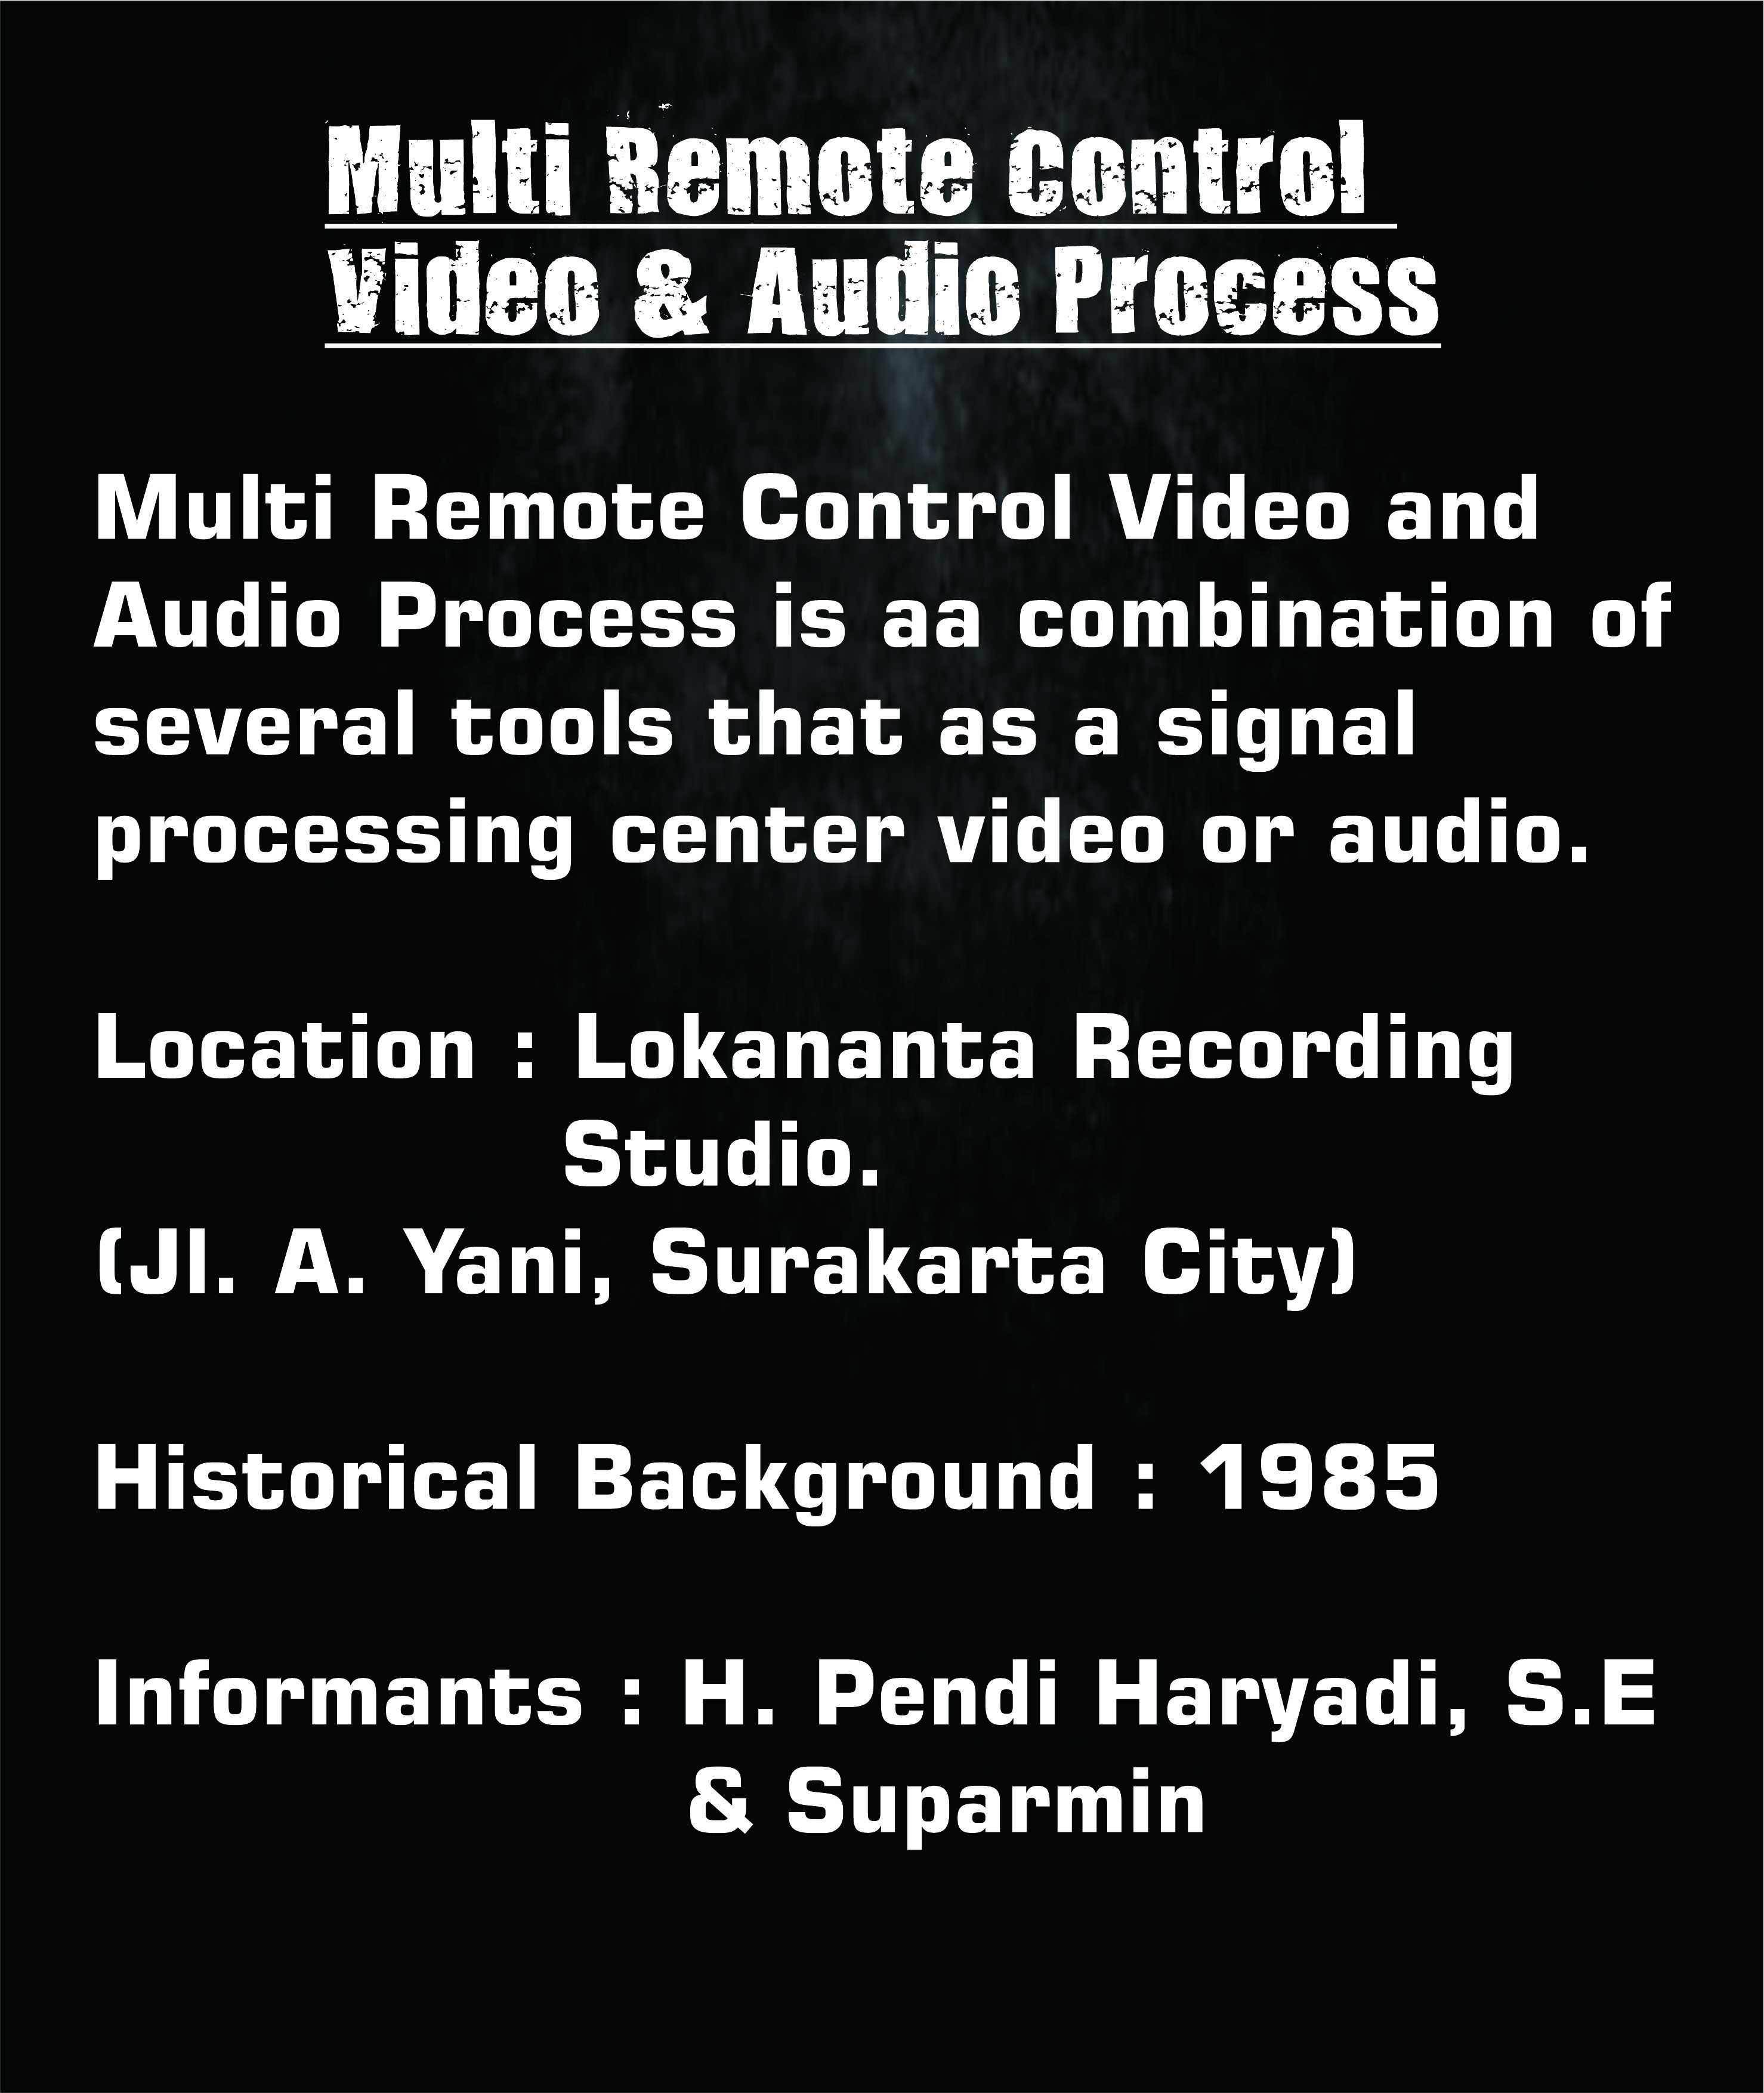 Multi Remote Control
Video & Audio Process
Multi Remote Control Video and
Audio Process is aa combination of
several tools that as a signal
processing center video or audio.
Location : Lokananta Recording
Studio.
(Jl. A. Yani, Surakarta City)
Historical Background : 1985
Informants : H. Pendi Haryadi, S.E
& Suparmin